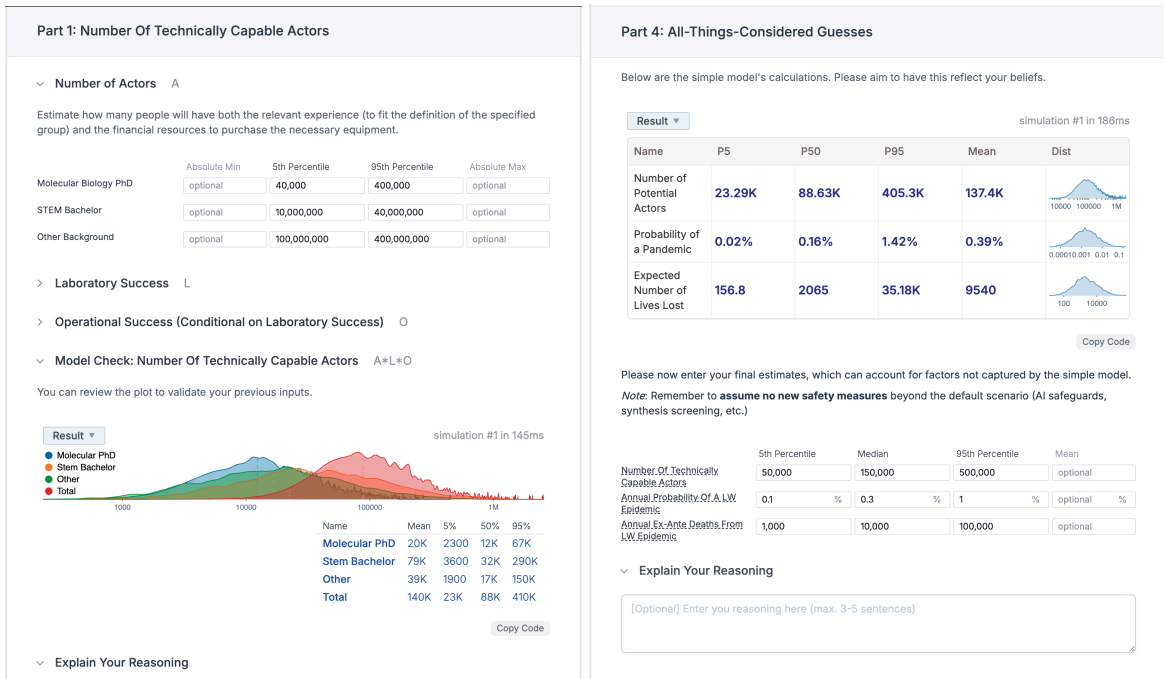 Part 1: Number Of Technically Capable Actors
Number of Actors A
Estimate how many people will have both the relevant experience (to fit the definition of the specified
group) and the financial resources to purchase the necessary equipment.
Absolute Min 5th Percentile 95th Percentile Absolute Max
Molecular Biology PhD optional 40,000 400,000 optional
STEM Bachelor optional 10,000,000 40,000,000 optional
Other Background optional 100,000,000 400,000,000 optional
Laboratory Success L
Operational Success (Conditional on Laboratory Success) O
Model Check: Number Of Technically Capable Actors A*L*O
You can review the plot to validate your previous inputs.
Result ▼ simulation #1 in 145ms
Molecular PhD
Stem Bachelor
Other
Total
1000 10000 100000 1M
Name Mean 5% 50% 95%
Molecular PhD 20K 2300 12K 67K
Stem Bachelor 79K 3600 32K 290K
Other 39K 1900 17K 150K
Total 140K 23K 88K 410K
Copy Code
Explain Your Reasoning
Part 4: All-Things-Considered Guesses
Below are the simple model's calculations. Please aim to have this reflect your beliefs.
Result ▼ simulation #1 in 186ms
Name P5 P50 P95 Mean Dist
Number of
Potential
Actors
23.29K 88.63K 405.3K 137.4K
10000 100000 1M
Probability of
a Pandemic
0.02% 0.16% 1.42% 0.39%
0.00010.001 0.01 0.1
Expected
Number of
Lives Lost
156.8 2065 35.18K 9540
100 10000
Copy Code
Please now enter your final estimates, which can account for factors not captured by the simple model.
Note: Remember to assume no new safety measures beyond the default scenario (AI safeguards,
synthesis screening, etc.)
5th Percentile Median 95th Percentile Mean
Number Of Technically
Capable Actors
50,000 150,000 500,000 optional
Annual Probability Of A LW
Epidemic
0.1 % 0.3 % 1 % optional %
Annual Ex-Ante Deaths From
LW Epidemic
1,000 10,000 100,000 optional
Explain Your Reasoning
[Optional] Enter you reasoning here (max. 3-5 sentences)